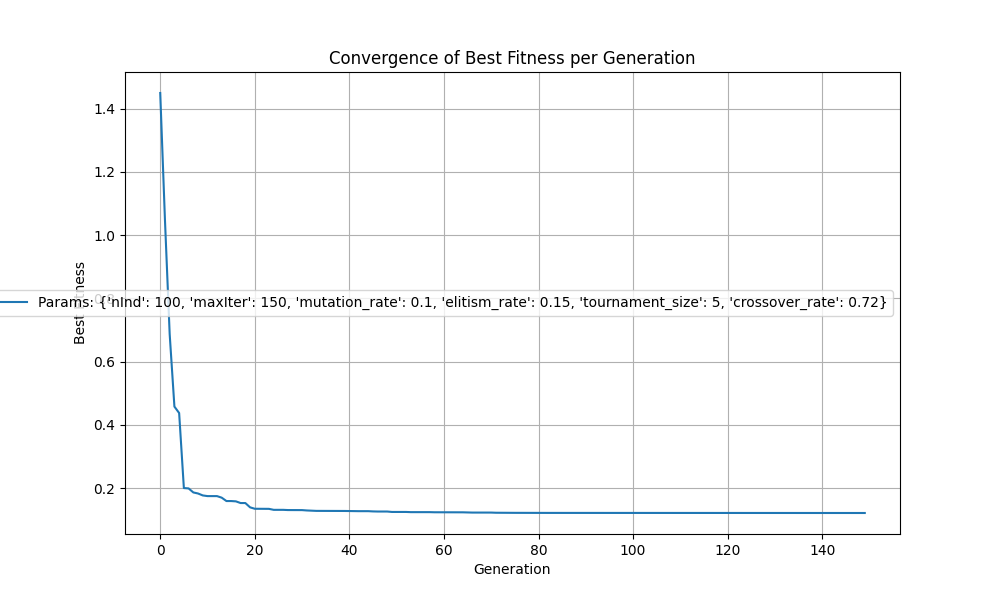 Convergence of Best Fitness per Generation
1.4
1.2
1.0
0.6
0.4
0.2
Best
ness
Params: {'nInd': 100, 'maxIter': 150, 'mutation_rate': 0.1, 'elitism_rate': 0.15, 'tournament_size': 5, 'crossover_rate': 0.72}
0 20 40 60 80 100 120 140
Generation